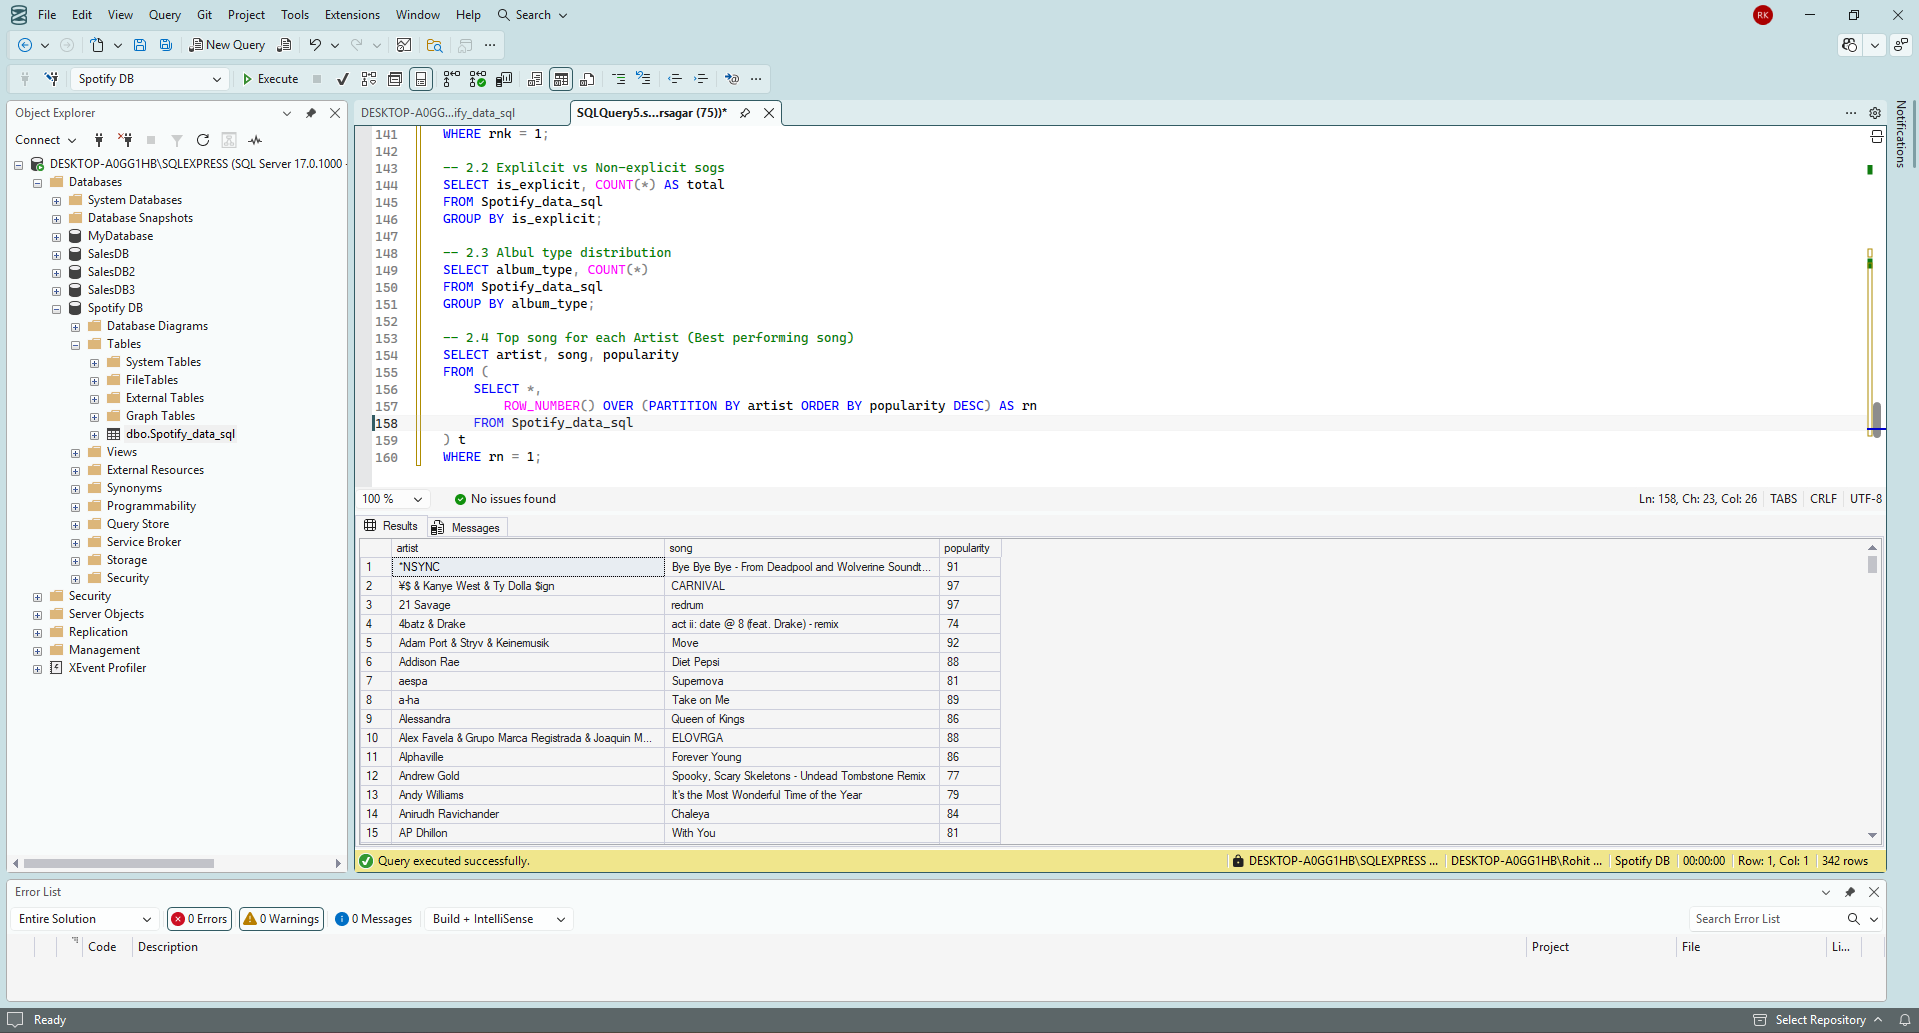 File Edit View Query Git Project Tools Extensions Window Help Search RK
New Query
Spotify DB Execute
Object Explorer
Connect
DESKTOP-A0GG1HB\SQLEXPRESS (SQL Server 17.0.1000 -
Databases
System Databases
Database Snapshots
MyDatabase
SalesDB
SalesDB2
SalesDB3
Spotify DB
Database Diagrams
Tables
System Tables
FileTables
External Tables
Graph Tables
dbo.Spotify_data_sql
Views
External Resources
Synonyms
Programmability
Query Store
Service Broker
Storage
Security
Security
Server Objects
Replication
Management
XEvent Profiler
DESKTOP-A0GG...ify_data_sql SQLQuery5.s...rsagar (75))*
141 WHERE rnk = 1;
142
143 -- 2.2 Explilcit vs Non-explicit sogs
144 SELECT is_explicit, COUNT(*) AS total
145 FROM Spotify_data_sql
146 GROUP BY is_explicit;
147
148 -- 2.3 Albul type distribution
149 SELECT album_type, COUNT(*)
150 FROM Spotify_data_sql
151 GROUP BY album_type;
152
153 -- 2.4 Top song for each Artist (Best performing song)
154 SELECT artist, song, popularity
155 FROM (
156 SELECT *,
157 ROW_NUMBER() OVER (PARTITION BY artist ORDER BY popularity DESC) AS rn
158 FROM Spotify_data_sql
159 ) t
160 WHERE rn = 1;
100 % No issues found Ln: 158, Ch: 23, Col: 26 TABS CRLF UTF-8
Results Messages
artist song popularity
1 *NSYNC Bye Bye Bye - From Deadpool and Wolverine Soundt... 91
2 ¥$ & Kanye West & Ty Dolla $ign CARNIVAL 97
3 21 Savage redrum 97
4 4batz & Drake act ii: date @ 8 (feat. Drake) - remix 74
5 Adam Port & Stryv & Keinemusik Move 92
6 Addison Rae Diet Pepsi 88
7 aespa Supernova 81
8 a-ha Take on Me 89
9 Alessandra Queen of Kings 86
10 Alex Favela & Grupo Marca Registrada & Joaquin M... ELOVRGA 88
11 Alphaville Forever Young 86
12 Andrew Gold Spooky, Scary Skeletons - Undead Tombstone Remix 77
13 Andy Williams It's the Most Wonderful Time of the Year 79
14 Anirudh Ravichander Chaleya 84
15 AP Dhillon With You 81
Query executed successfully. DESKTOP-A0GG1HB\SQLEXPRESS ... DESKTOP-A0GG1HB\Rohit ... Spotify DB 00:00:00 Row: 1, Col: 1 342 rows
Notifications
Error List
Entire Solution 0 Errors 0 Warnings 0 Messages Build + IntelliSense Search Error List
Code Description Project File Li...
Ready Select Repository